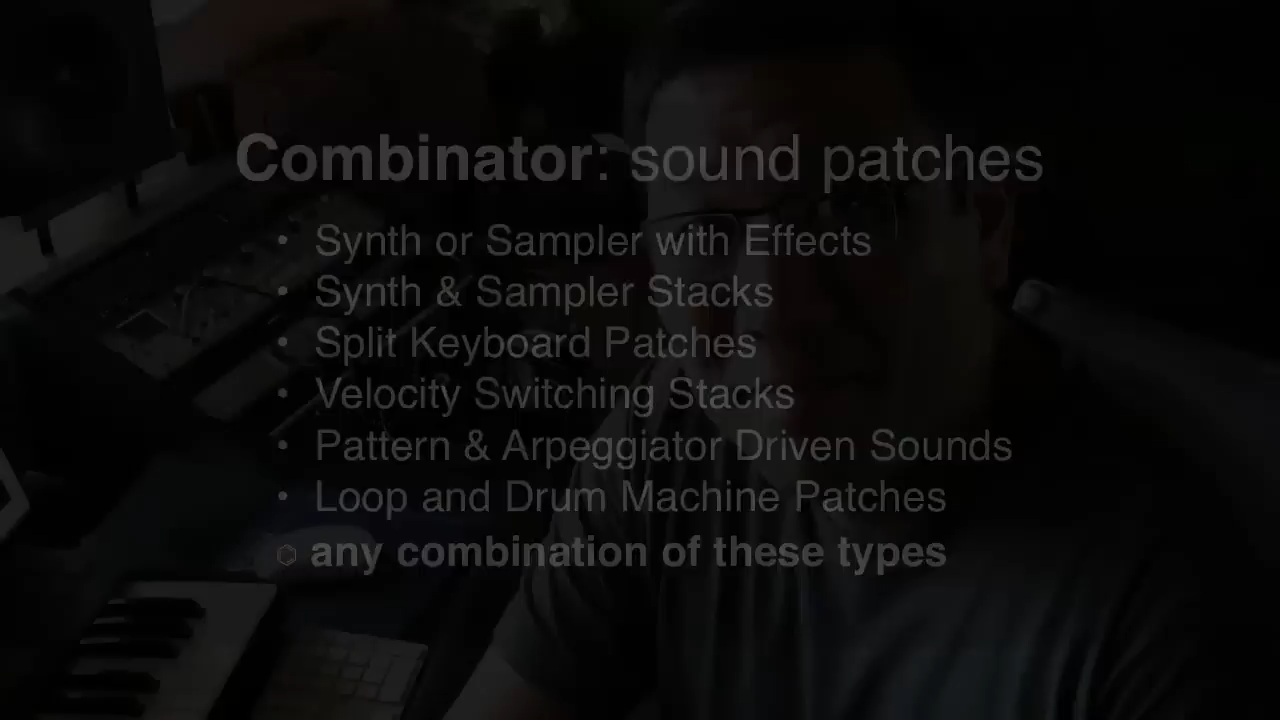 Combinator: sound patches
• Synth or Sampler with Effects
• Synth & Sampler Stacks
• Split Keyboard Patches
• Velocity Switching Stacks
• Pattern & Arpeggiator Driven Sounds
• Loop and Drum Machine Patches
⬡ any combination of these types